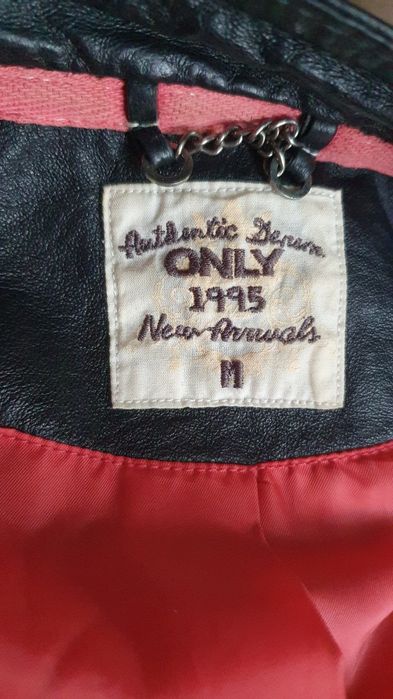 Authentic Denim
ONLY
1995
New Arrivals
M